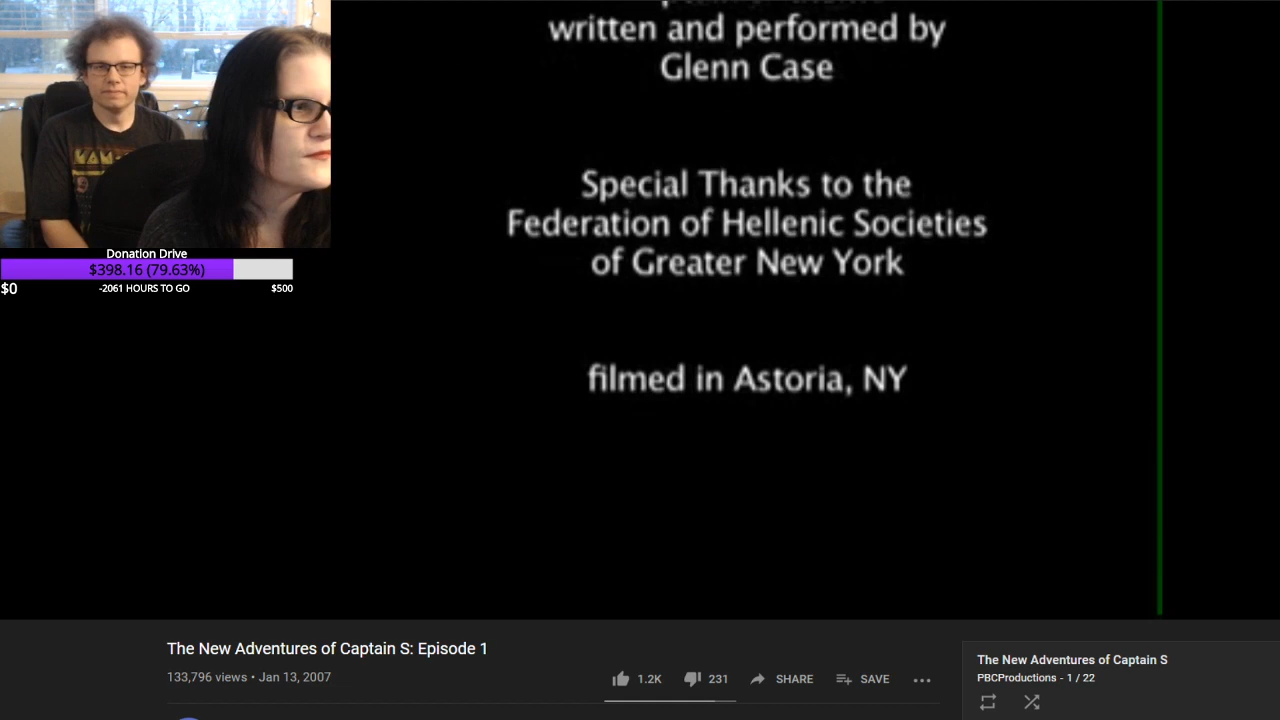 written and performed by
Glenn Case
Special Thanks to the
Federation of Hellenic Societies
of Greater New York
filmed in Astoria, NY
Donation Drive
$398.16 (79.63%)
$0
-2061 HOURS TO GO
$500
The New Adventures of Captain S: Episode 1
133,796 views • Jan 13, 2007
1.2K
231
SHARE
SAVE
The New Adventures of Captain S
PBCProductions - 1 / 22